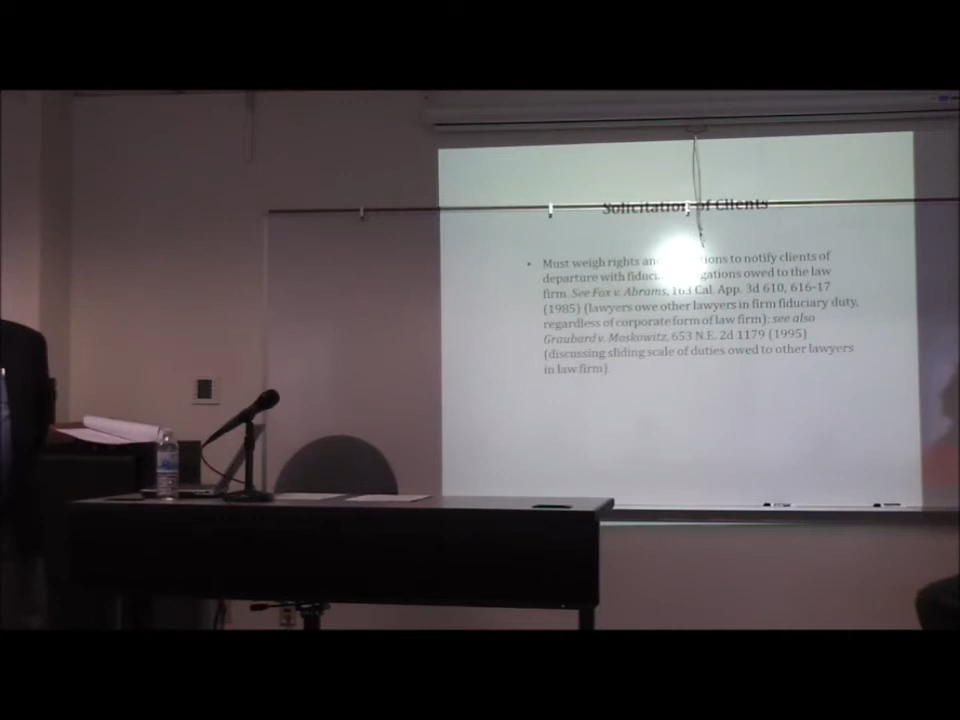 Solicitation of Clients
• Must weigh rights and ions to notify clients of
departure with fiduci gations owed to the law
firm. See Fox v. Abrams, 163 Cal. App. 3d 610, 616-17
(1985) (lawyers owe other lawyers in firm fiduciary duty,
regardless of corporate form of law firm); see also
Graubard v. Moskowitz, 653 N.E. 2d 1179 (1995)
(discussing sliding scale of duties owed to other lawyers
in law firm).